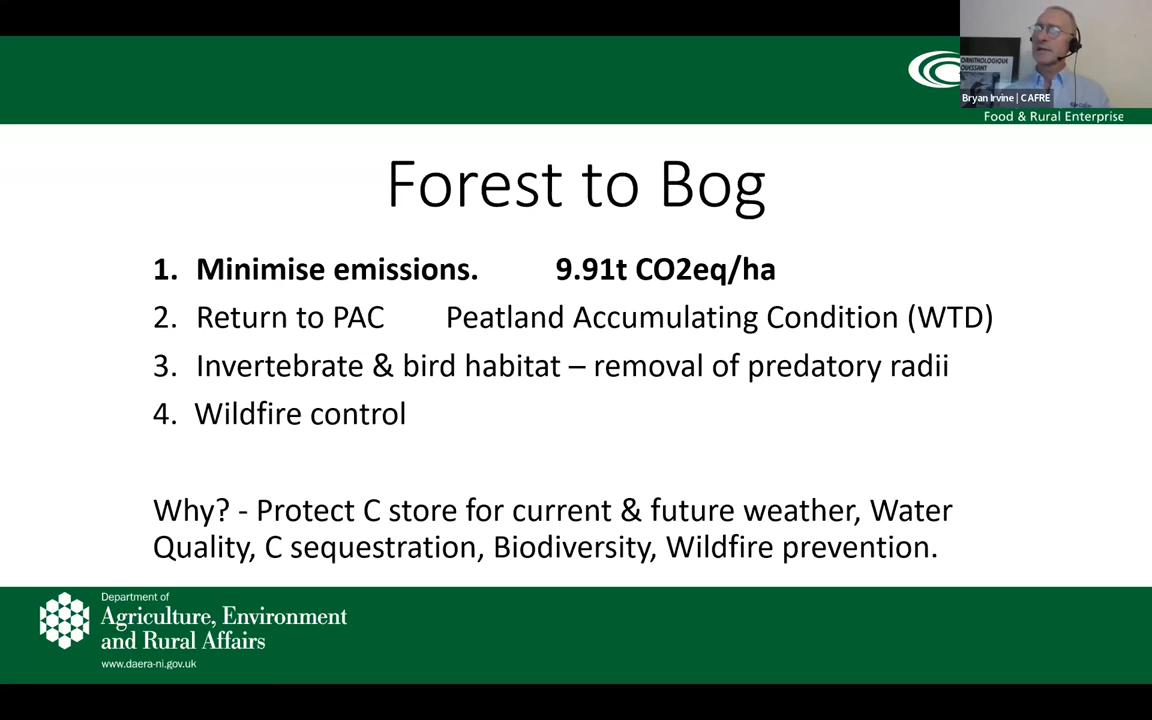 ORNITHOLOGIQUE
OUESSANT
Bryan Irvine | CAFRE
Food & Rural Enterprise
Forest to Bog
1. Minimise emissions. 9.91t CO2eq/ha
2. Return to PAC Peatland Accumulating Condition (WTD)
3. Invertebrate & bird habitat – removal of predatory radii
4. Wildfire control
Why? - Protect C store for current & future weather, Water
Quality, C sequestration, Biodiversity, Wildfire prevention.
Department of
Agriculture, Environment
and Rural Affairs
www.daera-ni.gov.uk